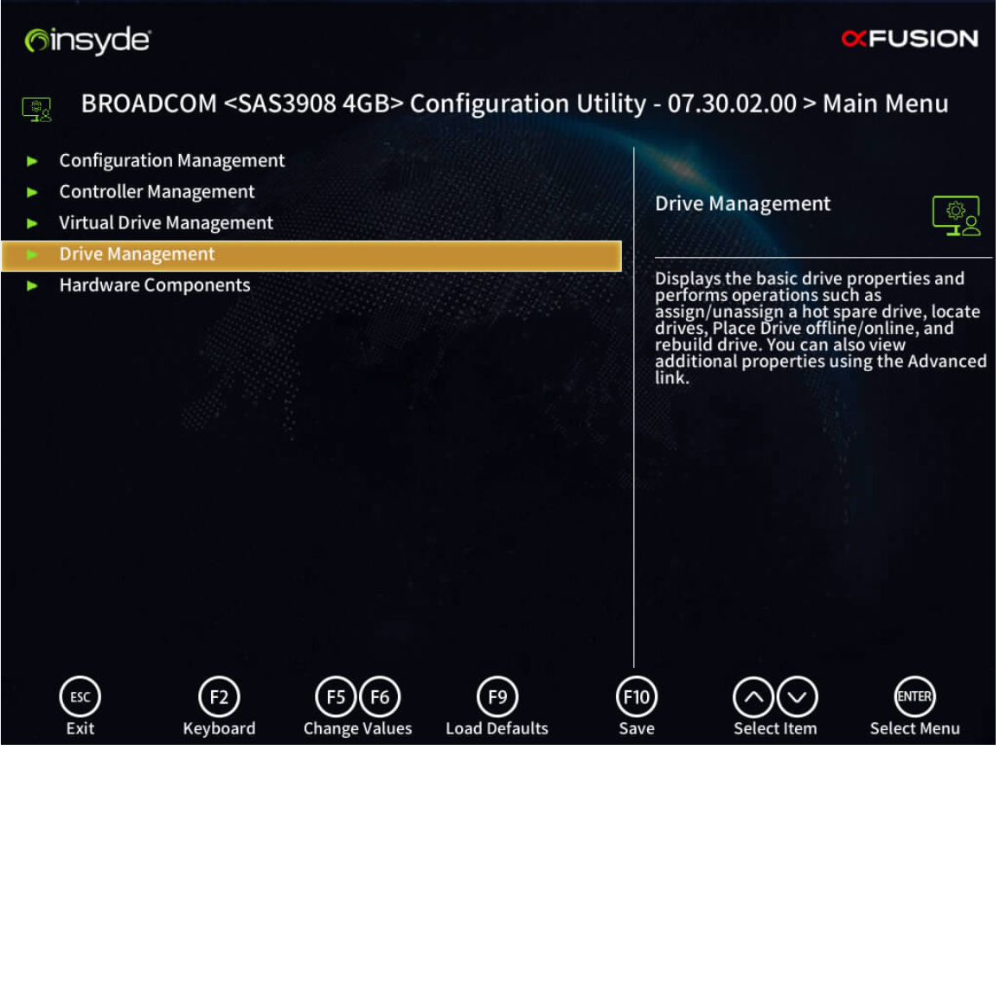 insyde
FUSION
BROADCOM <SAS3908 4GB> Configuration Utility - 07.30.02.00 > Main Menu
Configuration Management
Controller Management
Virtual Drive Management
Drive Management
Hardware Components
Drive Management
Displays the basic drive properties and
performs operations such as
assign/unassign a hot spare drive, locate
drives, Place Drive offline/online, and
rebuild drive. You can also view
additional properties using the Advanced
link.
ESC
Exit
F2
Keyboard
F5 F6
Change Values
F9
Load Defaults
F10
Save
Select Item
ENTER
Select Menu